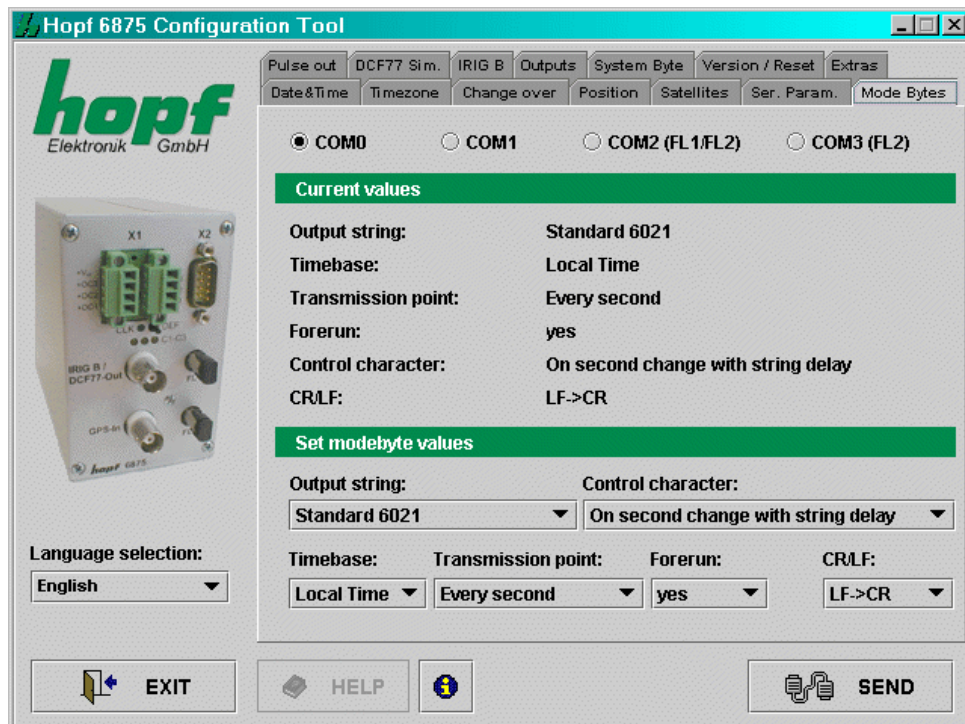 Hopf 6875 Configuration Tool
Pulse out DCF77 Sim. IRIG B Outputs System Byte Version / Reset Extras
Date&Time Timezone Change over Position Satellites Ser. Param. Mode Bytes
hopf
Elektronik GmbH
COM0 COM1 COM2 (FL1/FL2) COM3 (FL2)
Current values
Output string: Standard 6021
Timebase: Local Time
Transmission point: Every second
Forerun: yes
Control character: On second change with string delay
CR/LF: LF->CR
X1 X2
C1-C3
IRIG B /
DCF77-Out
GPS-In
hopf 6875
Set modebyte values
Output string: Control character:
Standard 6021 On second change with string delay
Language selection:
English
Timebase: Transmission point: Forerun: CR/LF:
Local Time Every second yes LF->CR
EXIT HELP SEND